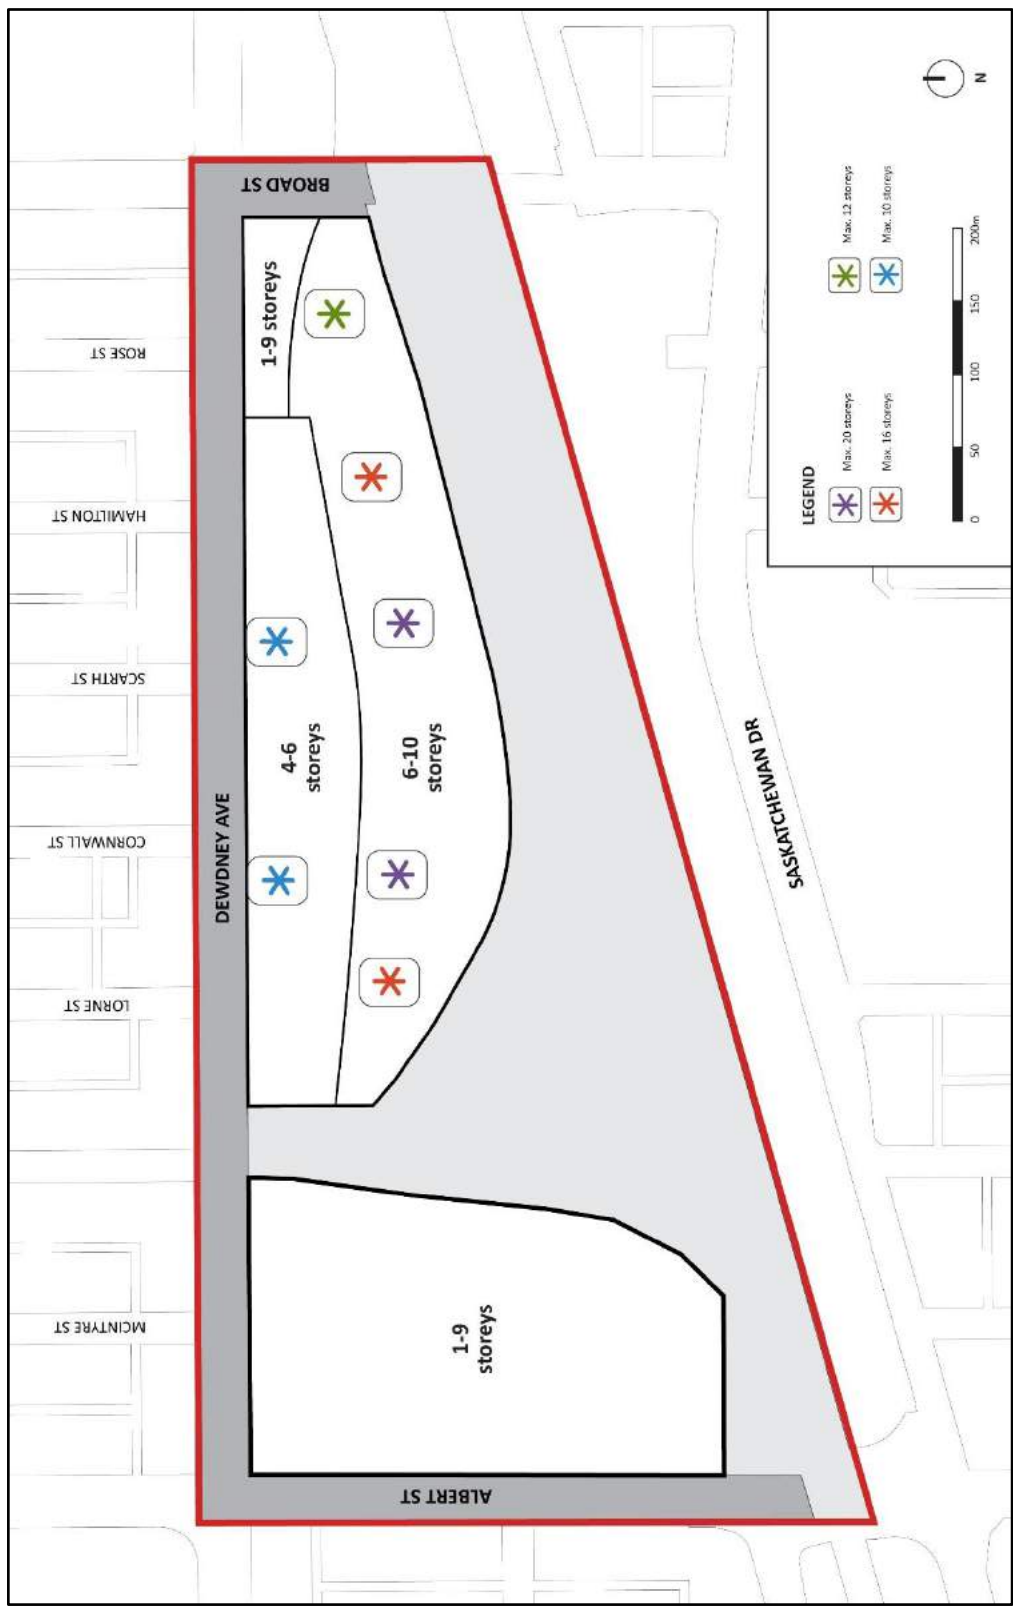 MCINTYRE ST
LORNE ST
CORNWALL ST
SCARTH ST
HAMILTON ST
ROSE ST
DEWDNEY AVE
ALBERT ST
BROAD ST
1-9
storeys
4-6
storeys
6-10
storeys
1-9 storeys
SASKATCHEWAN DR
LEGEND
Max. 20 storeys
Max. 12 storeys
Max. 16 storeys
Max. 10 storeys
0
50
100
150
200m
N